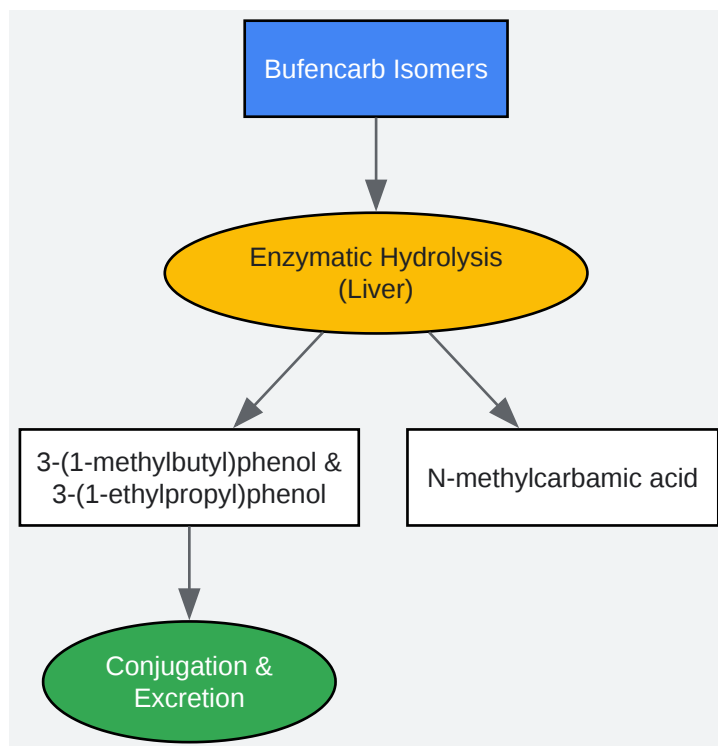 Bufencarb Isomers
Enzymatic Hydrolysis
(Liver)
3-(1-methylbutyl)phenol &
3-(1-ethylpropyl)phenol
N-methylcarbamic acid
Conjugation &
Excretion